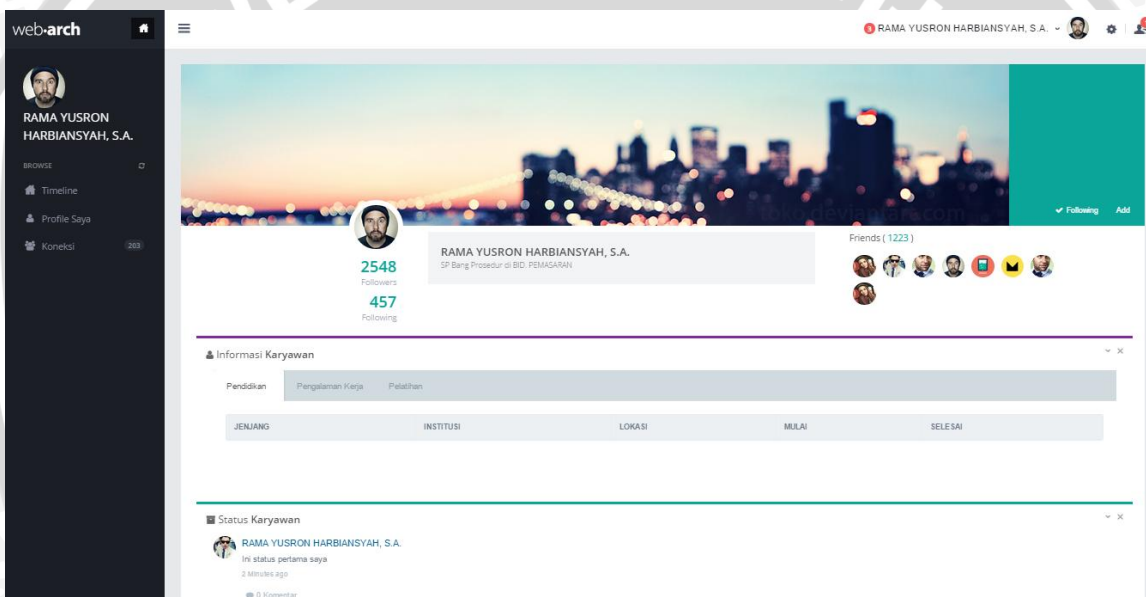 web•arch
3 RAMA YUSRON HARBIANSYAH, S.A.
RAMA YUSRON
HARBIANSYAH, S.A.
BROWSE
Timeline
Profile Saya
Koneksi 203
Following Add
2548
Followers
457
Following
RAMA YUSRON HARBIANSYAH, S.A.
SP Bang Prosedur di BID. PEMASARAN
Friends ( 1223 )
Informasi Karyawan
Pendidikan Pengalaman Kerja Pelatihan
JENJANG INSTITUSI LOKASI MULAI SELESAI
Status Karyawan
RAMA YUSRON HARBIANSYAH, S.A.
Ini status pertama saya
2 Minutes ago
0 Komentar